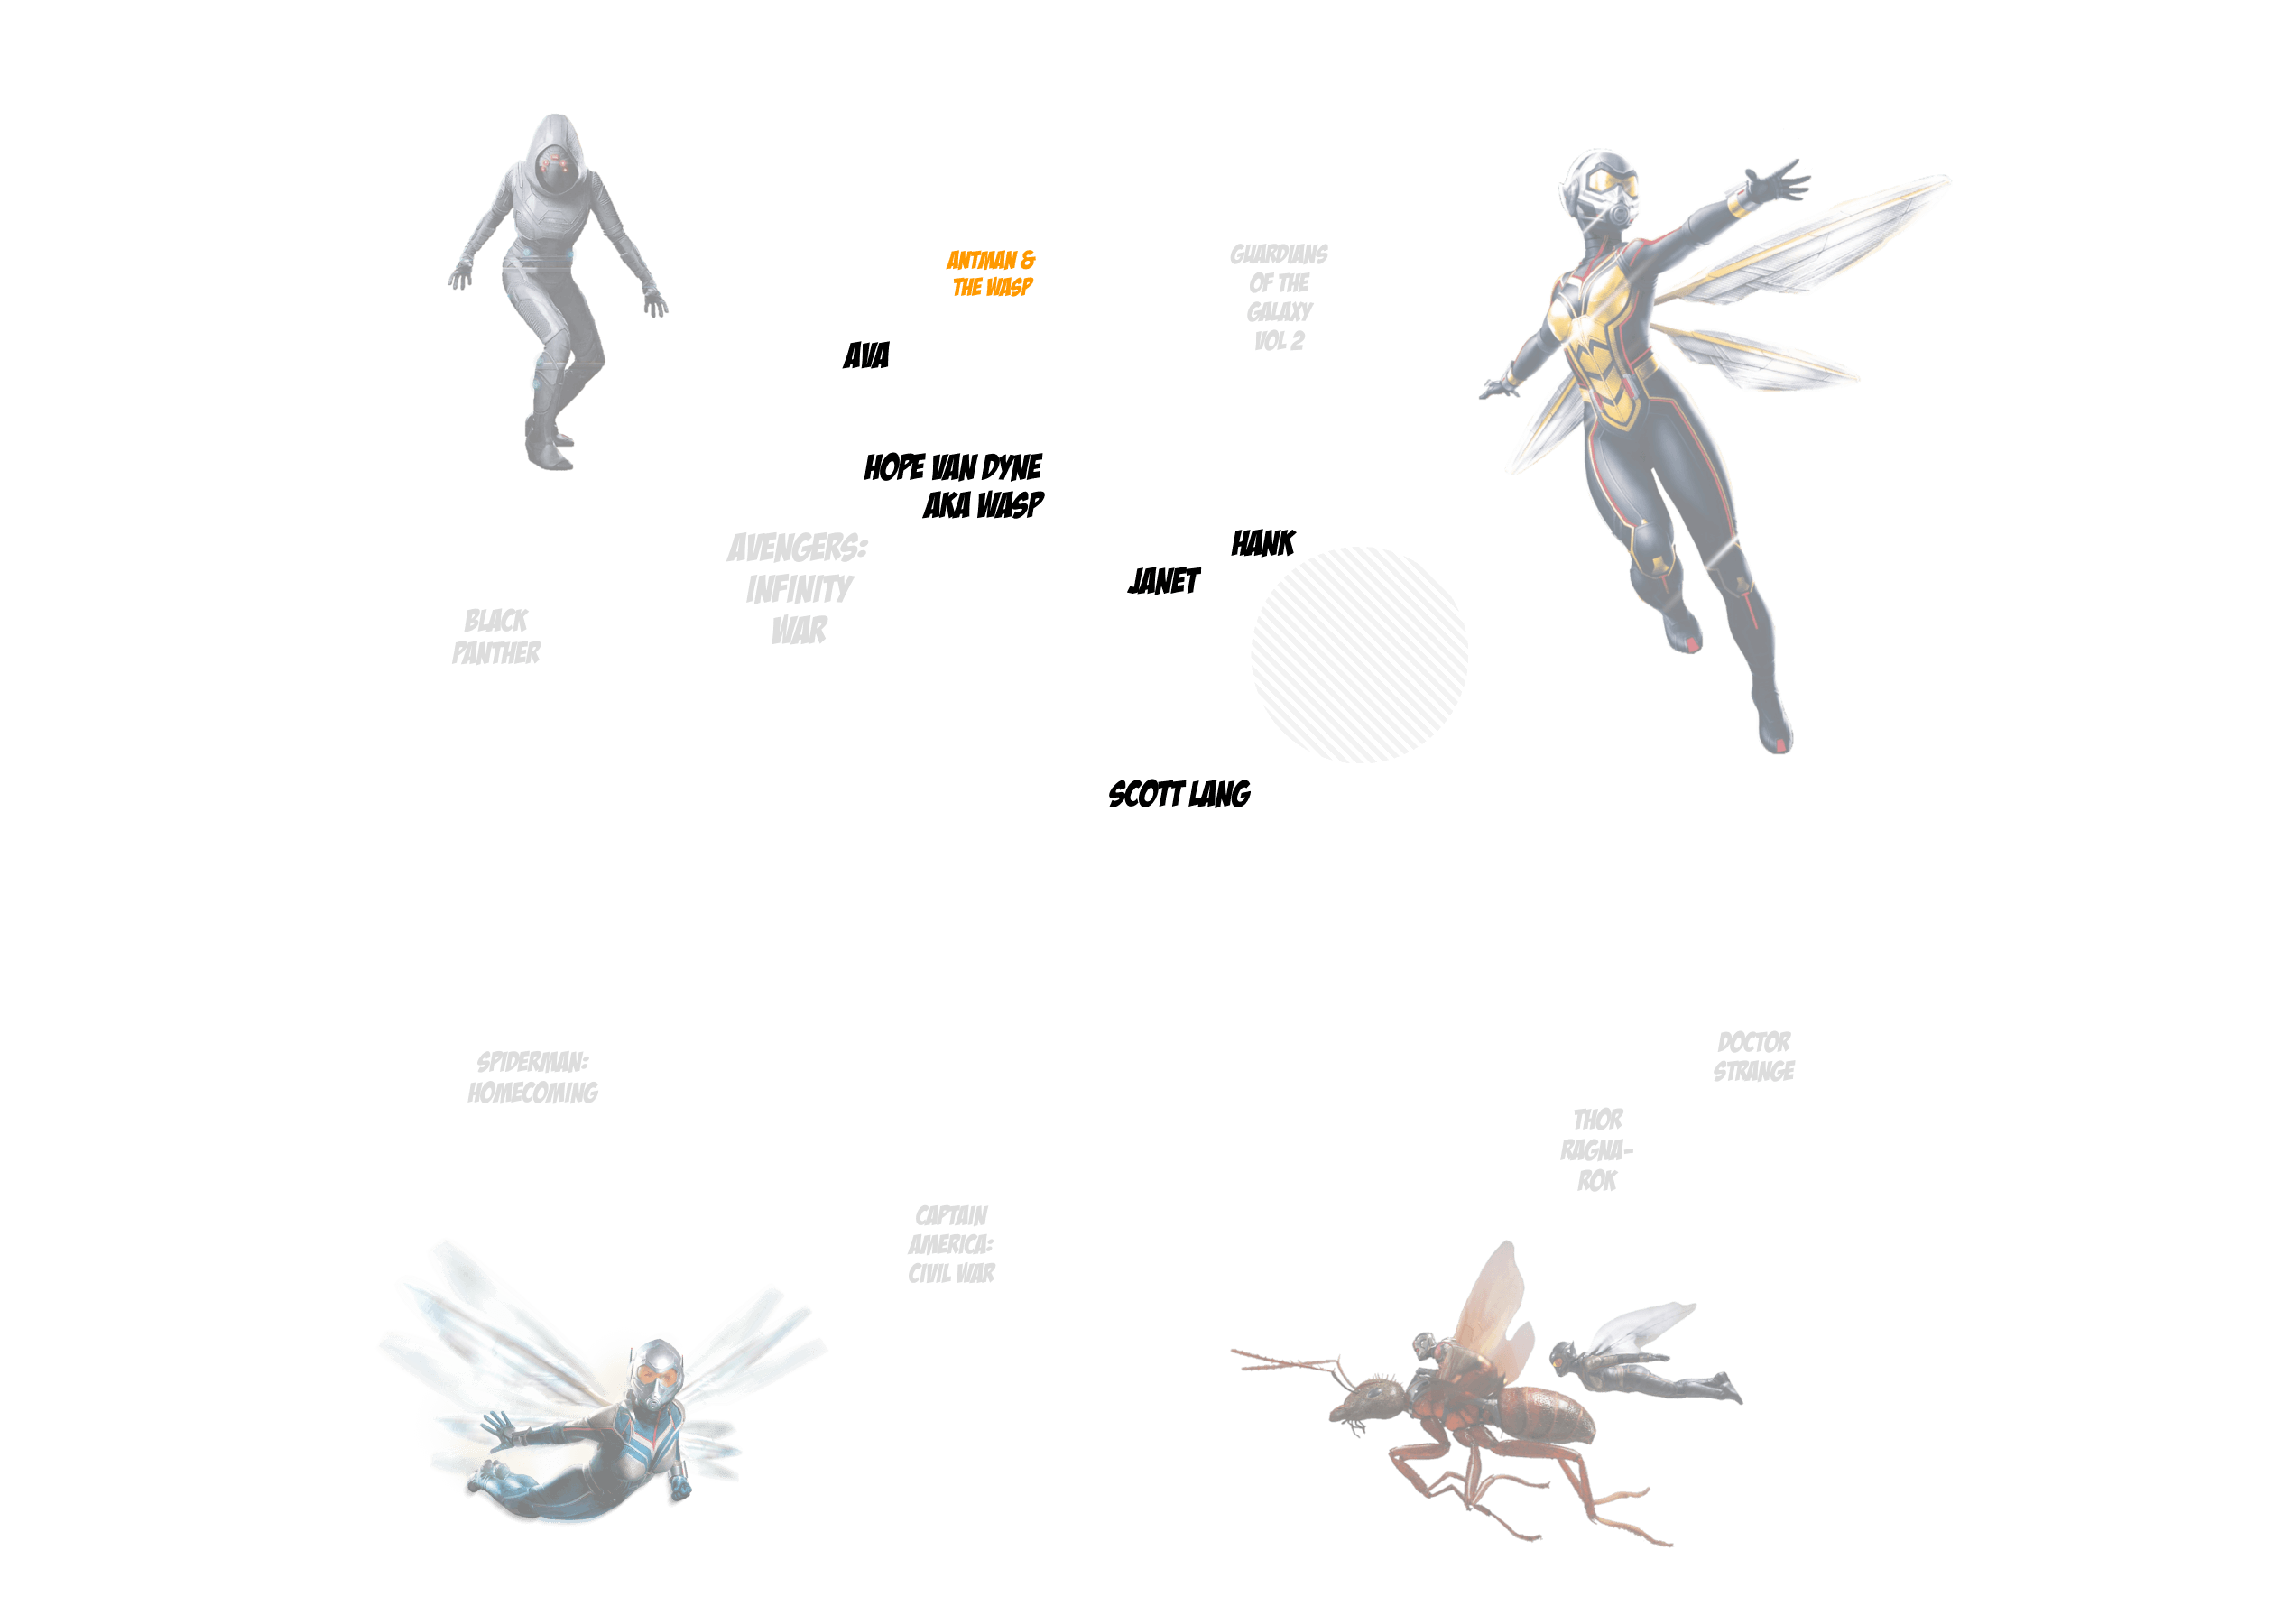 ANTMAN &
THE WASP
GUARDIANS
OF THE
GALAXY
VOL 2
AVA
HOPE VAN DYNE
AKA WASP
HANK
JANET
AVENGERS:
INFINITY
WAR
BLACK
PANTHER
SCOTT LANG
SPIDERMAN:
HOMECOMING
DOCTOR
STRANGE
THOR
RAGNA-
ROK
CAPTAIN
AMERICA:
CIVIL WAR